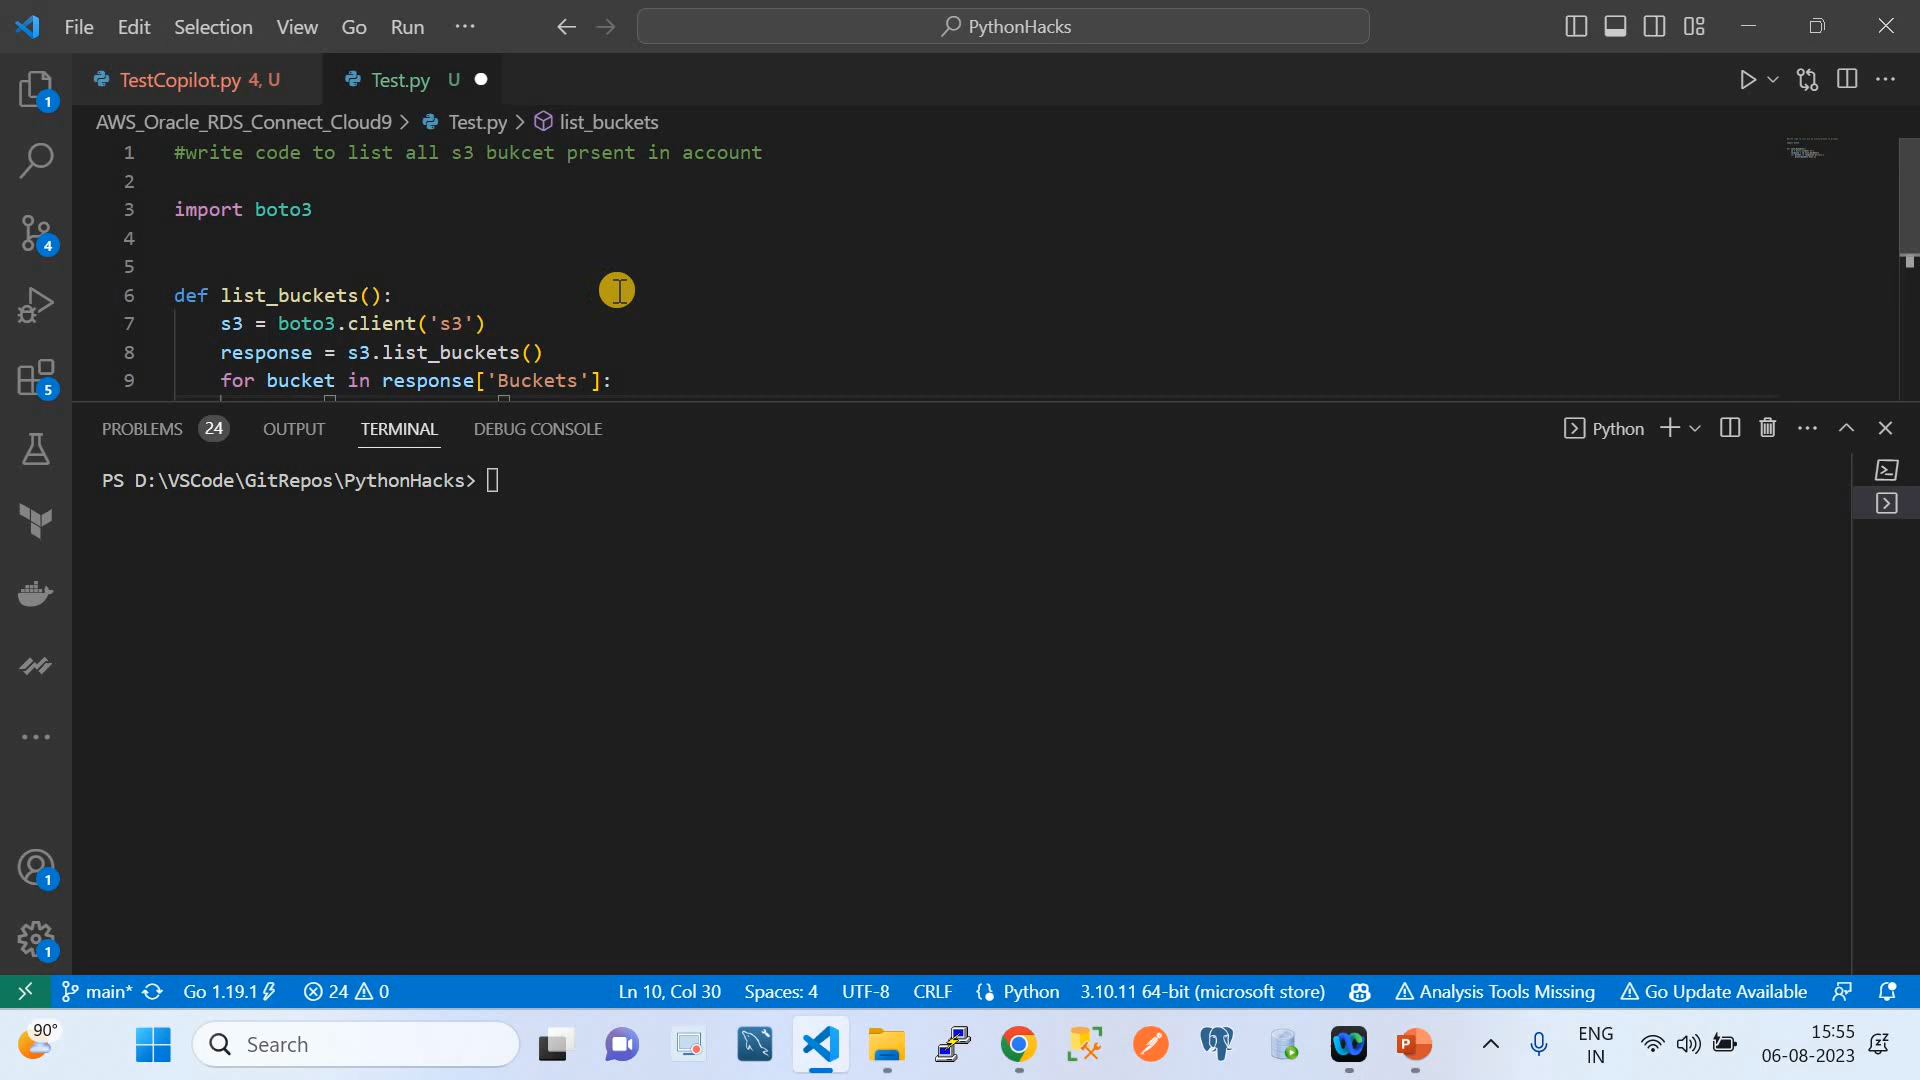 File Edit Selection View Go Run ··· PythonHacks
TestCopilot.py 4, U Test.py U
AWS_Oracle_RDS_Connect_Cloud9 > Test.py > list_buckets
1 #write code to list all s3 bukcet prsent in account
2
3 import boto3
4
5
6 def list_buckets():
7 s3 = boto3.client('s3')
8 response = s3.list_buckets()
9 for bucket in response['Buckets']:
PROBLEMS 24 OUTPUT TERMINAL DEBUG CONSOLE Python
PS D:\VSCode\GitRepos\PythonHacks>
1
4
5
1
1
main* Go 1.19.1 24 0 Ln 10, Col 30 Spaces: 4 UTF-8 CRLF Python 3.10.11 64-bit (microsoft store) Analysis Tools Missing Go Update Available
90° Search ENG IN 15:55
06-08-2023